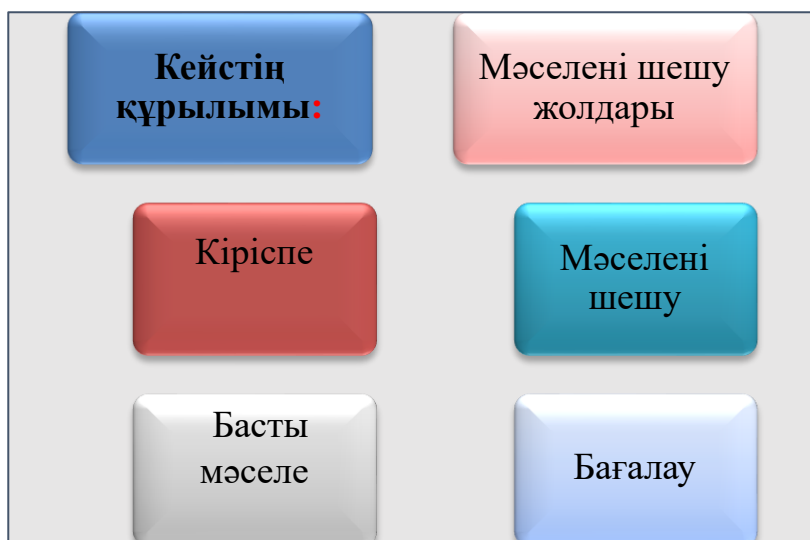 Кейстің
құрылымы:
Кіріспе
Басты
мәселе
Мәселені шешу
жолдары
Мәселені
шешу
Бағалау